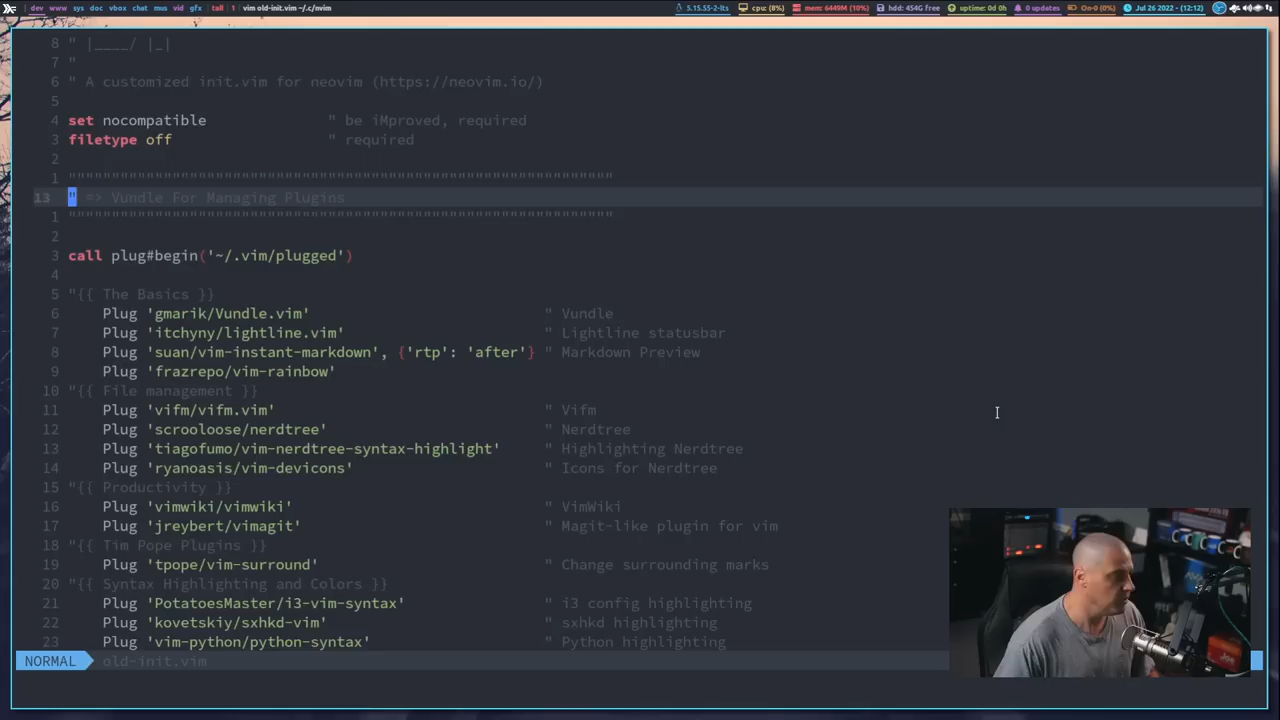 dev www sys doc vbox chat mus vid gfx tall 1 vim old-init.vim ~/.c/nvim 5.15.55-2-lts cpu (8%) mem: 6449M (10%) hdd: 454G free uptime: 0d 0h 0 updates On-0 (0%) Jul 26 2022 - (12:12)
8 " |____/ |_|
7 "
6 " A customized init.vim for neovim (https://neovim.io/)
5
4 set nocompatible " be iMproved, required
3 filetype off " required
2
1 """""""""""""""""""""""""""""""""""""""""""""""""""""""""""""""
13 " => Vundle For Managing Plugins
1 """""""""""""""""""""""""""""""""""""""""""""""""""""""""""""""
2
3 call plug#begin('~/.vim/plugged')
4
5 "{{ The Basics }}
6 Plug 'gmarik/Vundle.vim' " Vundle
7 Plug 'itchyny/lightline.vim' " Lightline statusbar
8 Plug 'suan/vim-instant-markdown', {'rtp': 'after'} " Markdown Preview
9 Plug 'frazrepo/vim-rainbow'
10 "{{ File management }}
11 Plug 'vifm/vifm.vim' " Vifm
12 Plug 'scrooloose/nerdtree' " Nerdtree
13 Plug 'tiagofumo/vim-nerdtree-syntax-highlight' " Highlighting Nerdtree
14 Plug 'ryanoasis/vim-devicons' " Icons for Nerdtree
15 "{{ Productivity }}
16 Plug 'vimwiki/vimwiki' " VimWiki
17 Plug 'jreybert/vimagit' " Magit-like plugin for vim
18 "{{ Tim Pope Plugins }}
19 Plug 'tpope/vim-surround' " Change surrounding marks
20 "{{ Syntax Highlighting and Colors }}
21 Plug 'PotatoesMaster/i3-vim-syntax' " i3 config highlighting
22 Plug 'kovetskiy/sxhkd-vim' " sxhkd highlighting
23 Plug 'vim-python/python-syntax' " Python highlighting
NORMAL old-init.vim